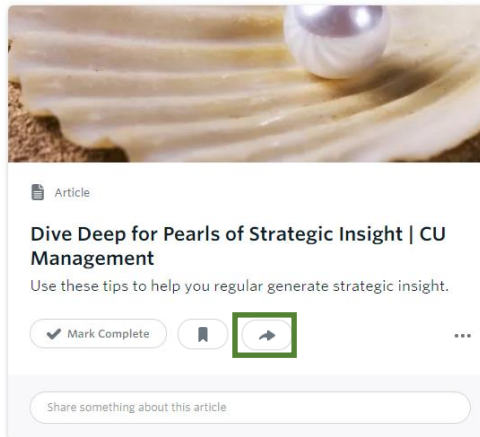 Article
Dive Deep for Pearls of Strategic Insight | CU
Management
Use these tips to help you regular generate strategic insight.
Mark Complete
Share something about this article